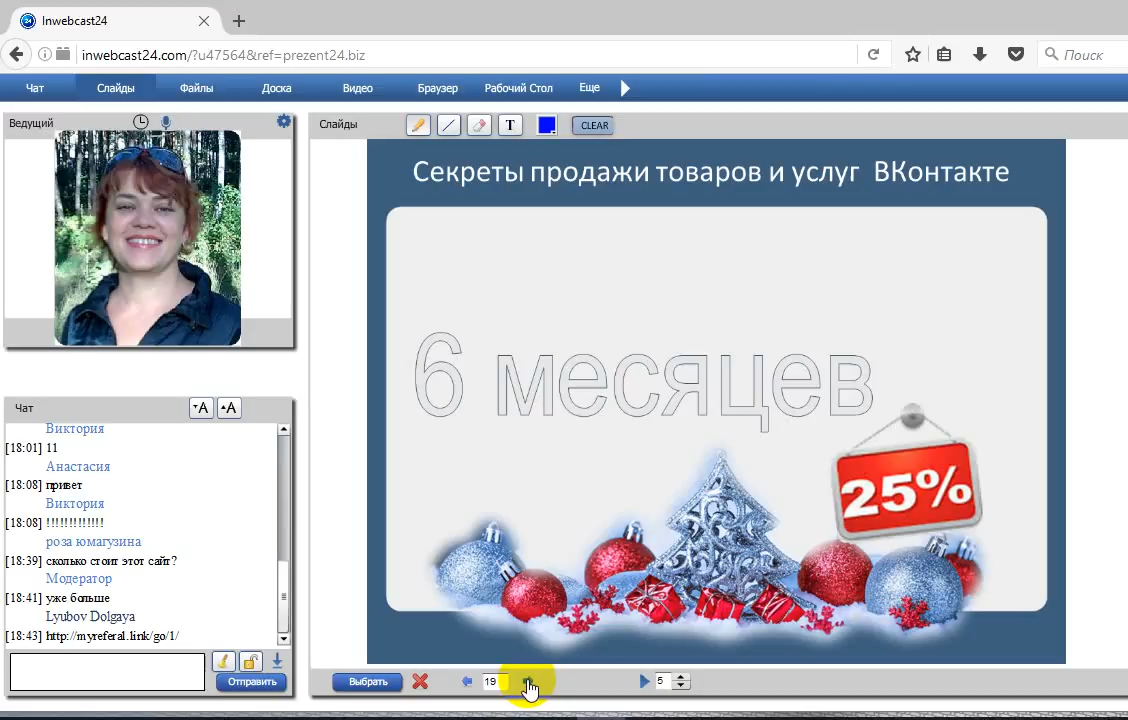 Inwebcast24
inwebcast24.com/?u47564&ref=prezent24.biz
Поиск
Чат
Слайды
Файлы
Доска
Видео
Браузер
Рабочий Стол
Еще
Ведущий
Слайды
T
CLEAR
Секреты продажи товаров и услуг ВКонтакте
6 месяцев
25%
Чат
A
A
Виктория
[18:01] 11
Анастасия
[18:08] привет
Виктория
[18:08] !!!!!!!!!!!!!
роза юмагузина
[18:39] сколько стоит этот сайт?
Модератор
[18:41] уже больше
Lyubov Dolgaya
[18:43] http://myreferal.link/go/1/
Отправить
Выбрать
19
5